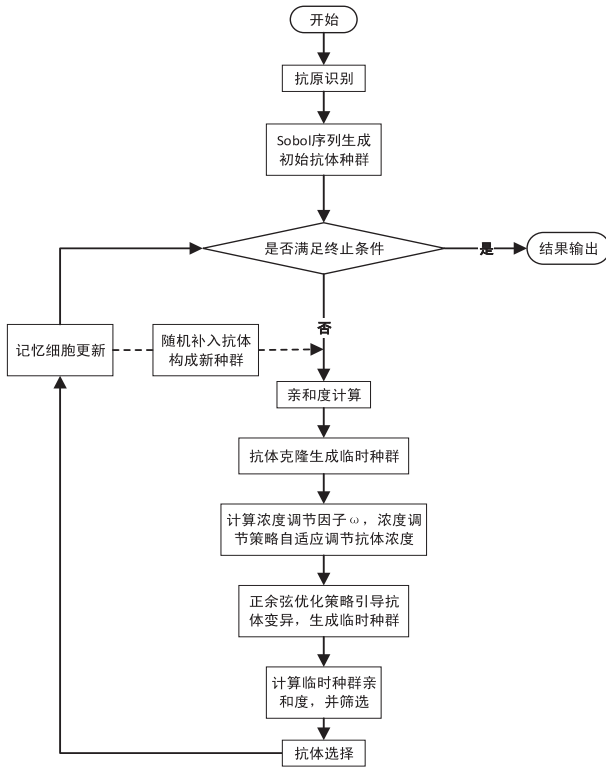 开始
抗原识别
Sobol序列生成
初始抗体种群
是否满足终止条件
是
结果输出
否
记忆细胞更新
随机补入抗体
构成新种群
亲和度计算
抗体克隆生成临时种群
计算浓度调节因子ω，浓度调
节策略自适应调节抗体浓度
正余弦优化策略引导抗
体变异，生成临时种群
计算临时种群亲
和度，并筛选
抗体选择